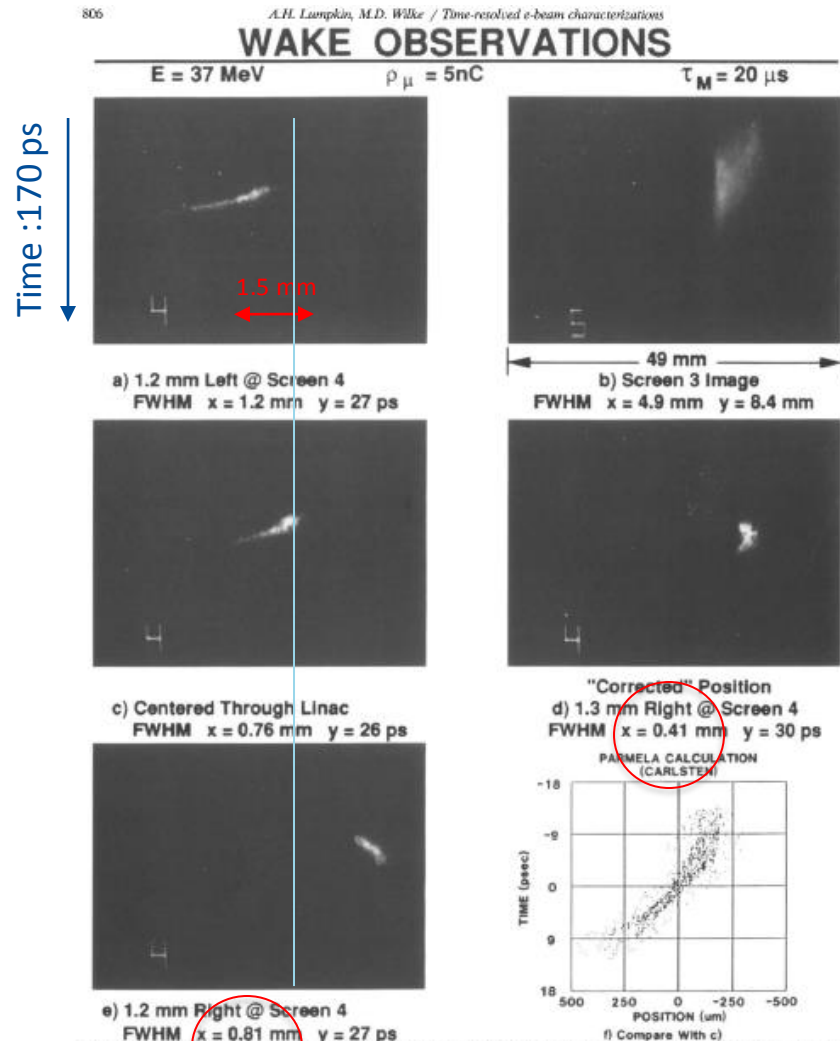 806
A.H. Lumpkin, M.D. Wilke / Time-resolved e-beam characterizations
WAKE OBSERVATIONS
E = 37 MeV ρμ = 5nC τM = 20 μs
Time :170 ps
1.5 mm
49 mm
a) 1.2 mm Left @ Screen 4
FWHM x = 1.2 mm y = 27 ps
b) Screen 3 Image
FWHM x = 4.9 mm y = 8.4 mm
c) Centered Through Linac
FWHM x = 0.76 mm y = 26 ps
"Corrected" Position
d) 1.3 mm Right @ Screen 4
FWHM x = 0.41 mm y = 30 ps
e) 1.2 mm Right @ Screen 4
FWHM x = 0.81 mm y = 27 ps
PARMELA CALCULATION
(CARLSTEN)
-18
-9
0
9
18
TIME (psec)
500 250 0 -250 -500
POSITION (um)
f) Compare With c)